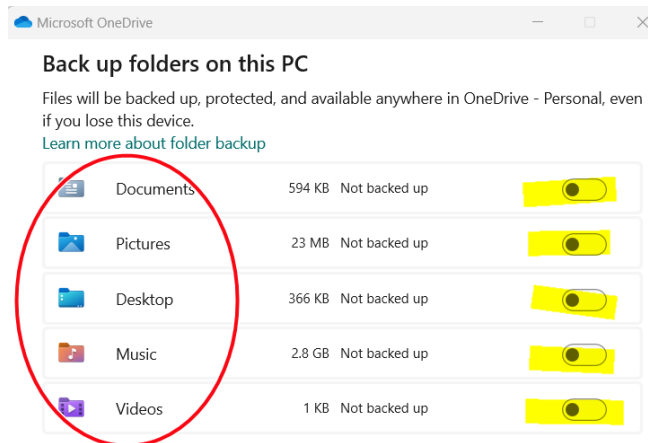 Microsoft OneDrive
Back up folders on this PC
Files will be backed up, protected, and available anywhere in OneDrive - Personal, even
if you lose this device.
Learn more about folder backup
Documents 594 KB Not backed up
Pictures 23 MB Not backed up
Desktop 366 KB Not backed up
Music 2.8 GB Not backed up
Videos 1 KB Not backed up